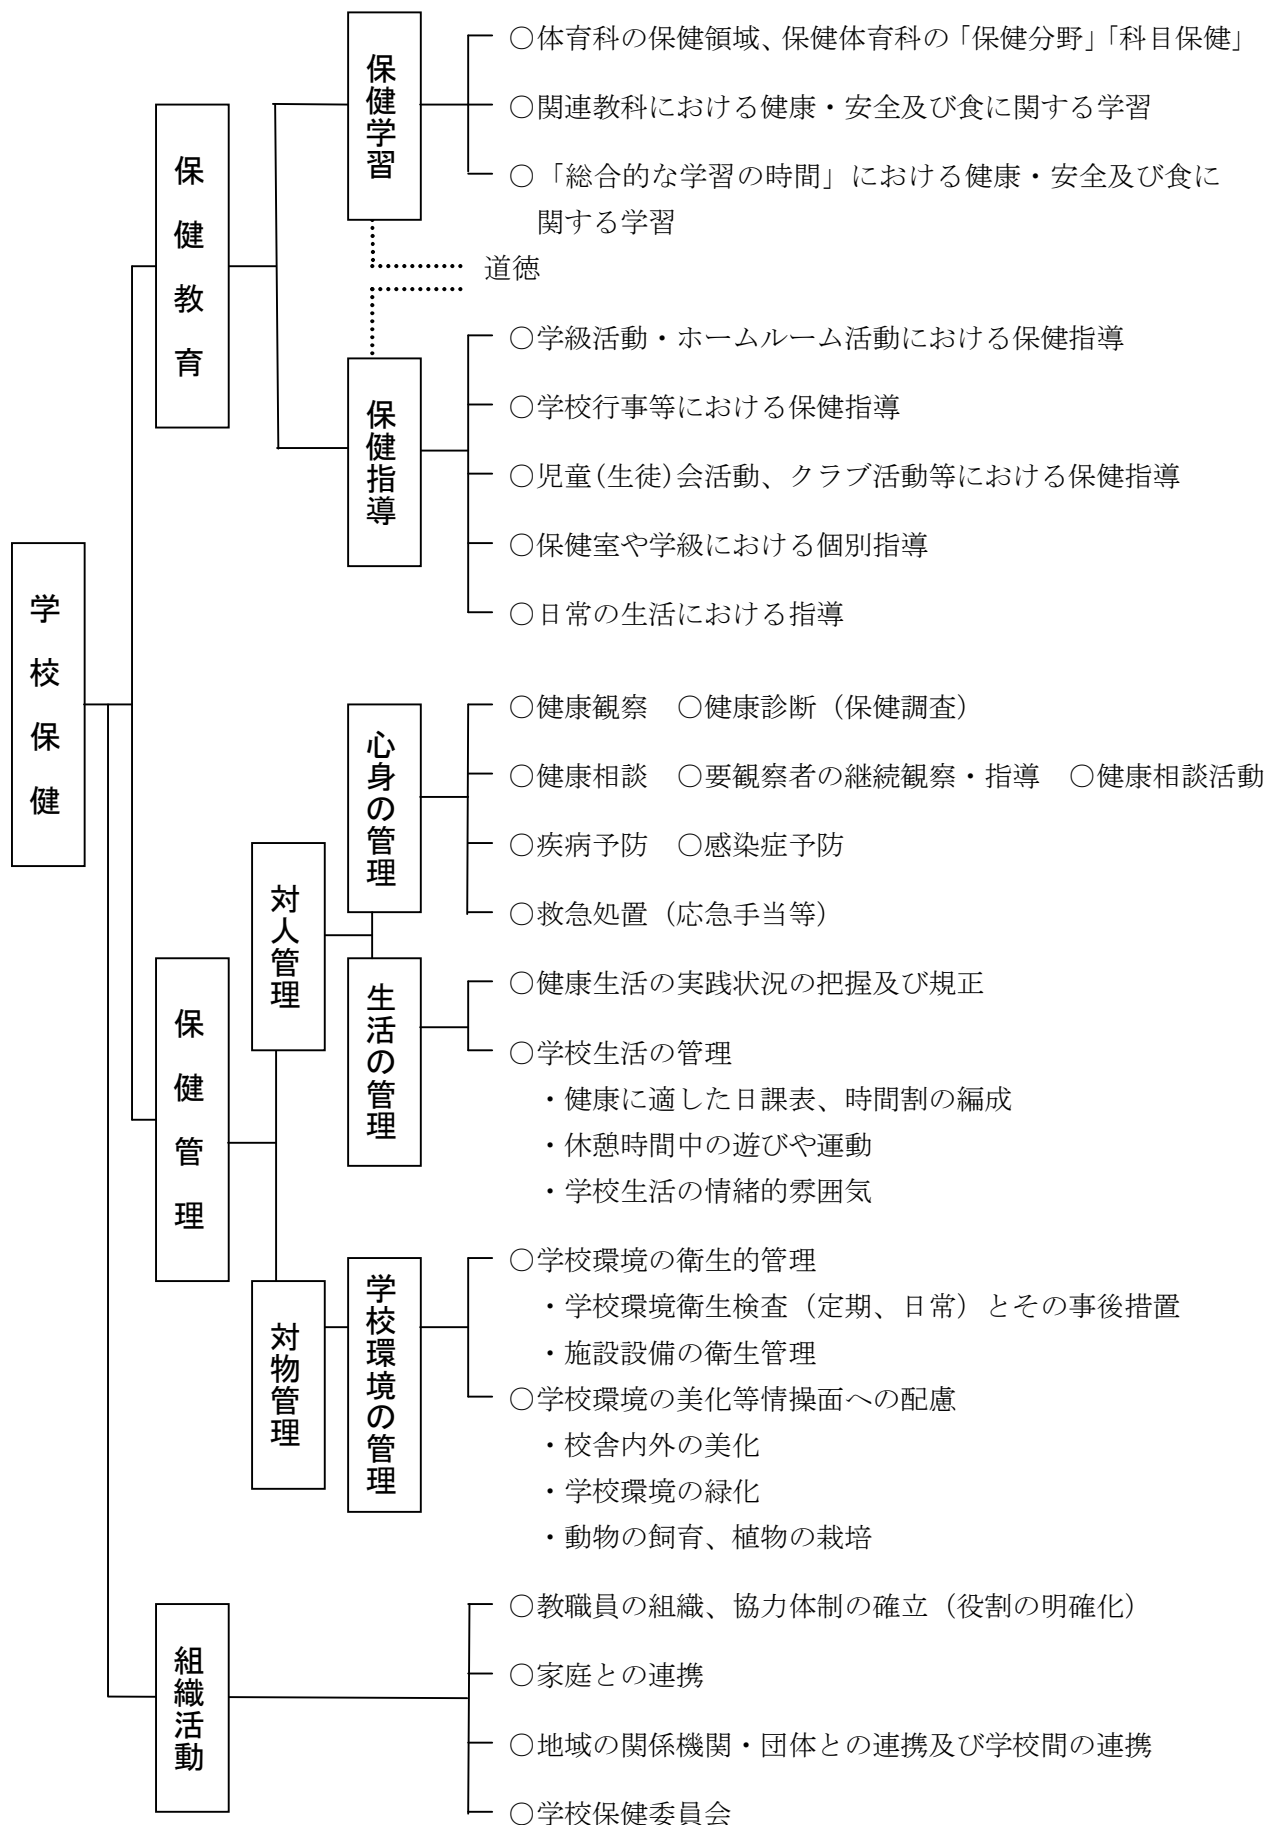 学校保健
保健教育
保健学習
○体育科の保健領域、保健体育科の「保健分野」「科目保健」
○関連教科における健康・安全及び食に関する学習
○「総合的な学習の時間」における健康・安全及び食に
関する学習
道徳
保健指導
○学級活動・ホームルーム活動における保健指導
○学校行事等における保健指導
○児童(生徒)会活動、クラブ活動等における保健指導
○保健室や学級における個別指導
○日常の生活における指導
保健管理
対人管理
心身の管理
○健康観察　○健康診断（保健調査）
○健康相談　○要観察者の継続観察・指導　○健康相談活動
○疾病予防　○感染症予防
○救急処置（応急手当等）
生活の管理
○健康生活の実践状況の把握及び規正
○学校生活の管理
・健康に適した日課表、時間割の編成
・休憩時間中の遊びや運動
・学校生活の情緒的雰囲気
対物管理
学校環境の管理
○学校環境の衛生的管理
・学校環境衛生検査（定期、日常）とその事後措置
・施設設備の衛生管理
○学校環境の美化等情操面への配慮
・校舎内外の美化
・学校環境の緑化
・動物の飼育、植物の栽培
組織活動
○教職員の組織、協力体制の確立（役割の明確化）
○家庭との連携
○地域の関係機関・団体との連携及び学校間の連携
○学校保健委員会